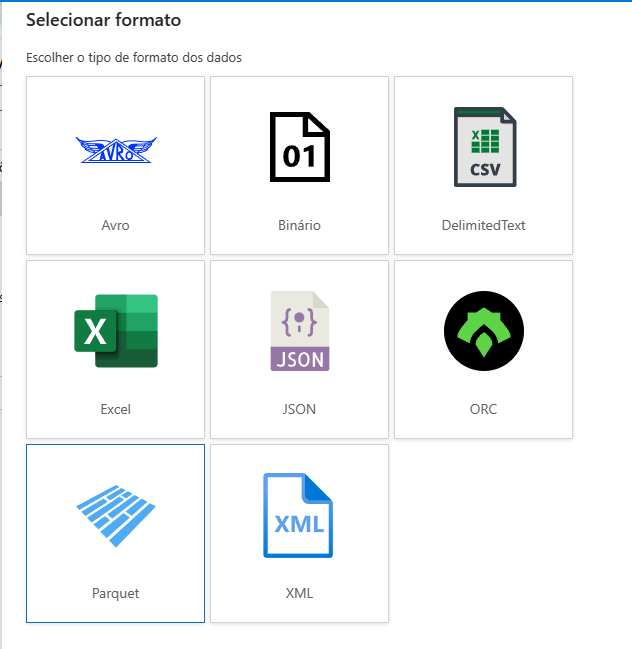 Selecionar formato
Escolher o tipo de formato dos dados
AVRO
01
X
CSV
Avro
Binário
DelimitedText
X
{ }
JSON
Excel
JSON
ORC
XML
Parquet
XML